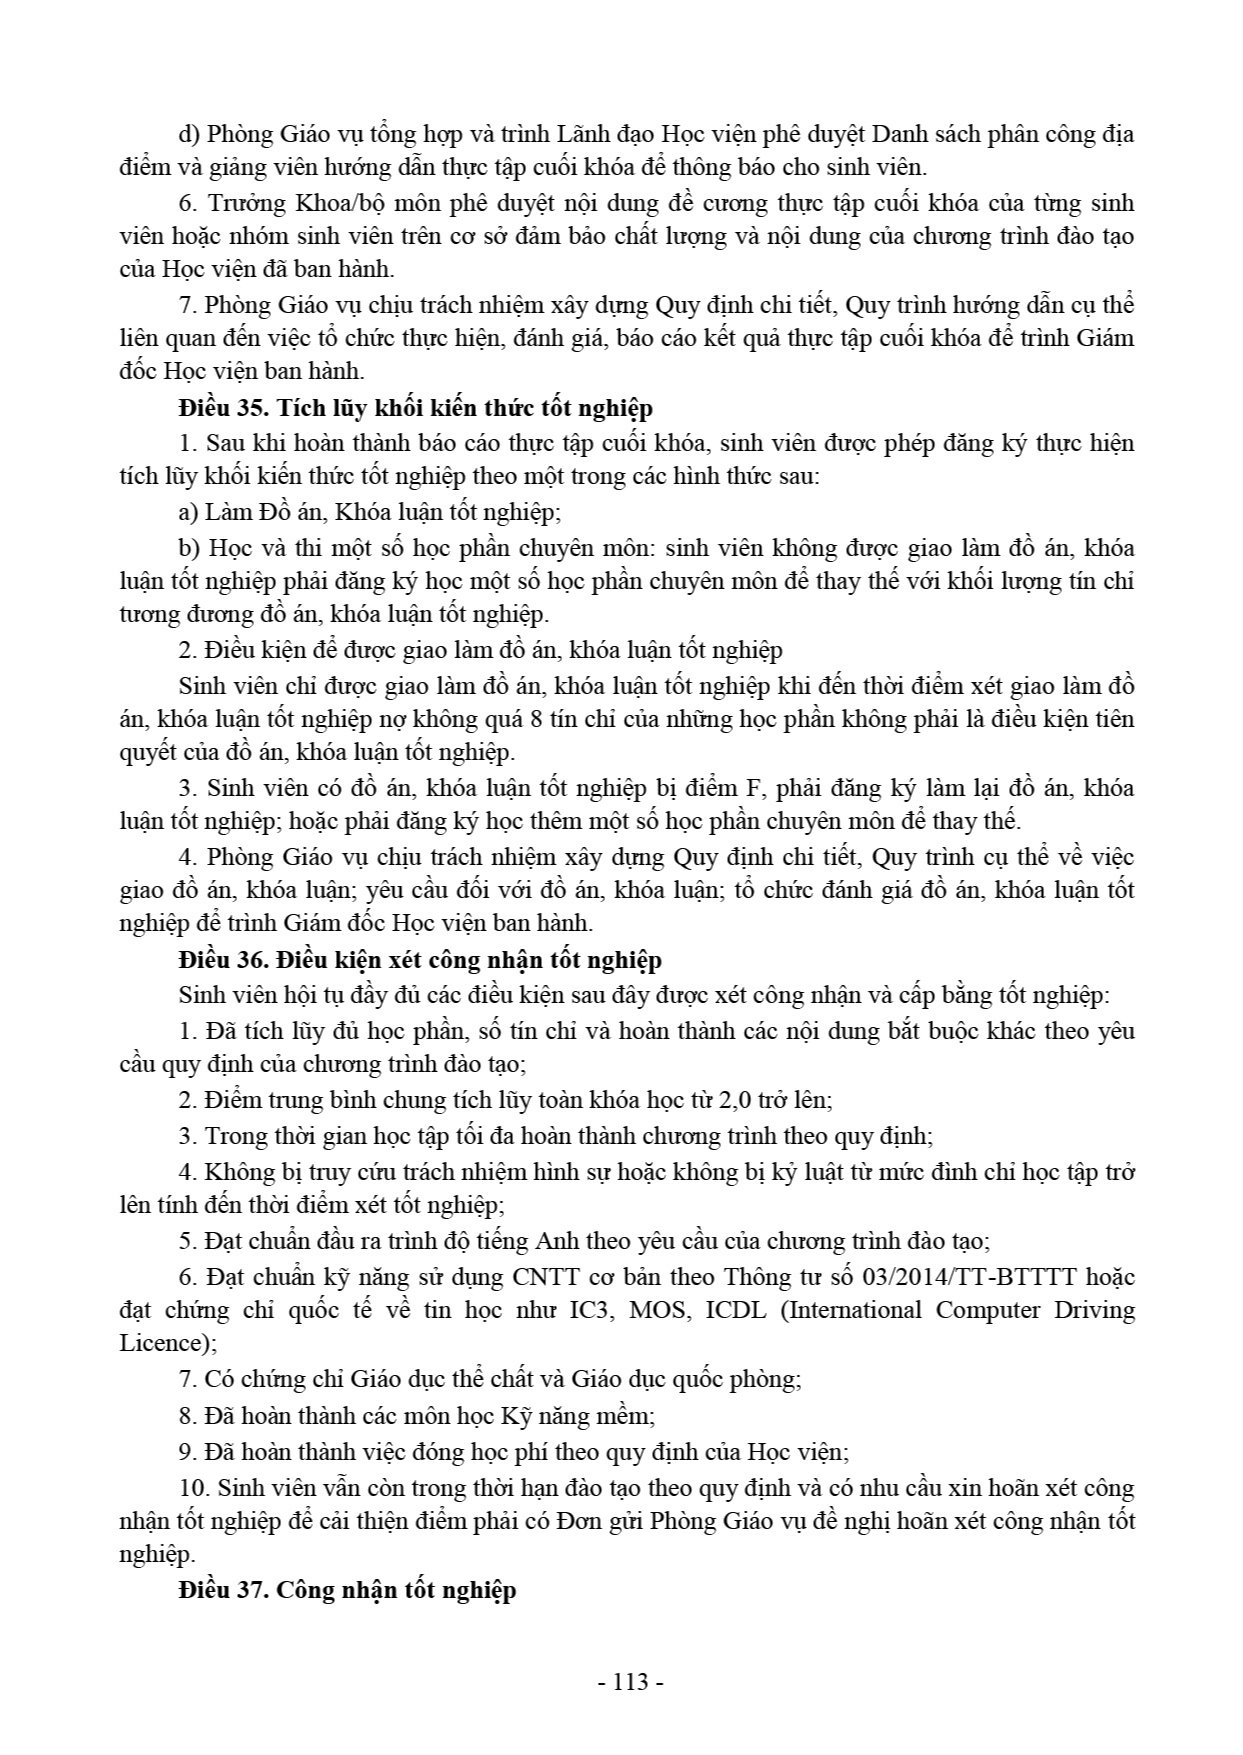 d) Phòng Giáo vụ tổng hợp và trình Lãnh đạo Học viện phê duyệt Danh sách phân công địa
điểm và giảng viên hướng dẫn thực tập cuối khóa để thông báo cho sinh viên.
6. Trưởng Khoa/bộ môn phê duyệt nội dung đề cương thực tập cuối khóa của từng sinh
viên hoặc nhóm sinh viên trên cơ sở đảm bảo chất lượng và nội dung của chương trình đào tạo
của Học viện đã ban hành.
7. Phòng Giáo vụ chịu trách nhiệm xây dựng Quy định chi tiết, Quy trình hướng dẫn cụ thể
liên quan đến việc tổ chức thực hiện, đánh giá, báo cáo kết quả thực tập cuối khóa để trình Giám
đốc Học viện ban hành.
Điều 35. Tích lũy khối kiến thức tốt nghiệp
1. Sau khi hoàn thành báo cáo thực tập cuối khóa, sinh viên được phép đăng ký thực hiện
tích lũy khối kiến thức tốt nghiệp theo một trong các hình thức sau:
a) Làm Đồ án, Khóa luận tốt nghiệp;
b) Học và thi một số học phần chuyên môn: sinh viên không được giao làm đồ án, khóa
luận tốt nghiệp phải đăng ký học một số học phần chuyên môn để thay thế với khối lượng tín chỉ
tương đương đồ án, khóa luận tốt nghiệp.
2. Điều kiện để được giao làm đồ án, khóa luận tốt nghiệp
Sinh viên chỉ được giao làm đồ án, khóa luận tốt nghiệp khi đến thời điểm xét giao làm đồ
án, khóa luận tốt nghiệp nợ không quá 8 tín chỉ của những học phần không phải là điều kiện tiên
quyết của đồ án, khóa luận tốt nghiệp.
3. Sinh viên có đồ án, khóa luận tốt nghiệp bị điểm F, phải đăng ký làm lại đồ án, khóa
luận tốt nghiệp; hoặc phải đăng ký học thêm một số học phần chuyên môn để thay thế.
4. Phòng Giáo vụ chịu trách nhiệm xây dựng Quy định chi tiết, Quy trình cụ thể về việc
giao đồ án, khóa luận; yêu cầu đối với đồ án, khóa luận; tổ chức đánh giá đồ án, khóa luận tốt
nghiệp để trình Giám đốc Học viện ban hành.
Điều 36. Điều kiện xét công nhận tốt nghiệp
Sinh viên hội tụ đầy đủ các điều kiện sau đây được xét công nhận và cấp bằng tốt nghiệp:
1. Đã tích lũy đủ học phần, số tín chỉ và hoàn thành các nội dung bắt buộc khác theo yêu
cầu quy định của chương trình đào tạo;
2. Điểm trung bình chung tích lũy toàn khóa học từ 2,0 trở lên;
3. Trong thời gian học tập tối đa hoàn thành chương trình theo quy định;
4. Không bị truy cứu trách nhiệm hình sự hoặc không bị kỷ luật từ mức đình chỉ học tập trở
lên tính đến thời điểm xét tốt nghiệp;
5. Đạt chuẩn đầu ra trình độ tiếng Anh theo yêu cầu của chương trình đào tạo;
6. Đạt chuẩn kỹ năng sử dụng CNTT cơ bản theo Thông tư số 03/2014/TT-BTTTT hoặc
đạt chứng chỉ quốc tế về tin học như IC3, MOS, ICDL (International Computer Driving
Licence);
7. Có chứng chỉ Giáo dục thể chất và Giáo dục quốc phòng;
8. Đã hoàn thành các môn học Kỹ năng mềm;
9. Đã hoàn thành việc đóng học phí theo quy định của Học viện;
10. Sinh viên vẫn còn trong thời hạn đào tạo theo quy định và có nhu cầu xin hoãn xét công
nhận tốt nghiệp để cải thiện điểm phải có Đơn gửi Phòng Giáo vụ đề nghị hoãn xét công nhận tốt
nghiệp.
Điều 37. Công nhận tốt nghiệp
- 113 -